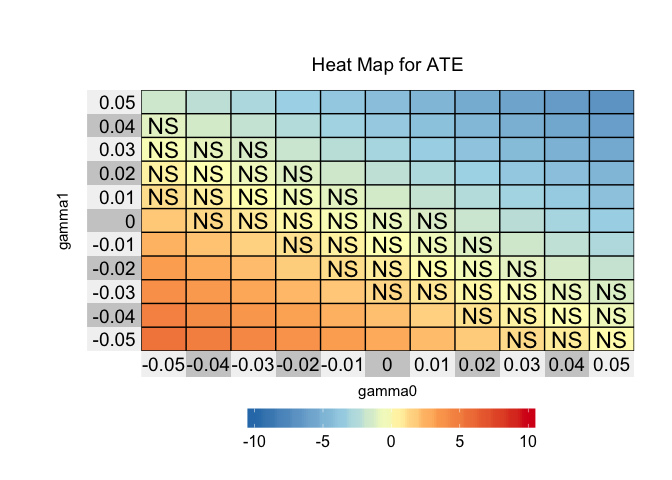 Heat Map for ATE
gamma1
0.05
0.04 NS
0.03 NS NS NS
0.02 NS NS NS NS
0.01 NS NS NS NS NS
0 NS NS NS NS NS NS
-0.01 NS NS NS NS NS
-0.02 NS NS NS NS NS
-0.03 NS NS NS NS NS NS
-0.04 NS NS NS NS
-0.05 NS NS NS
-0.05 -0.04 -0.03 -0.02 -0.01 0 0.01 0.02 0.03 0.04 0.05
gamma0
-10 -5 0 5 10